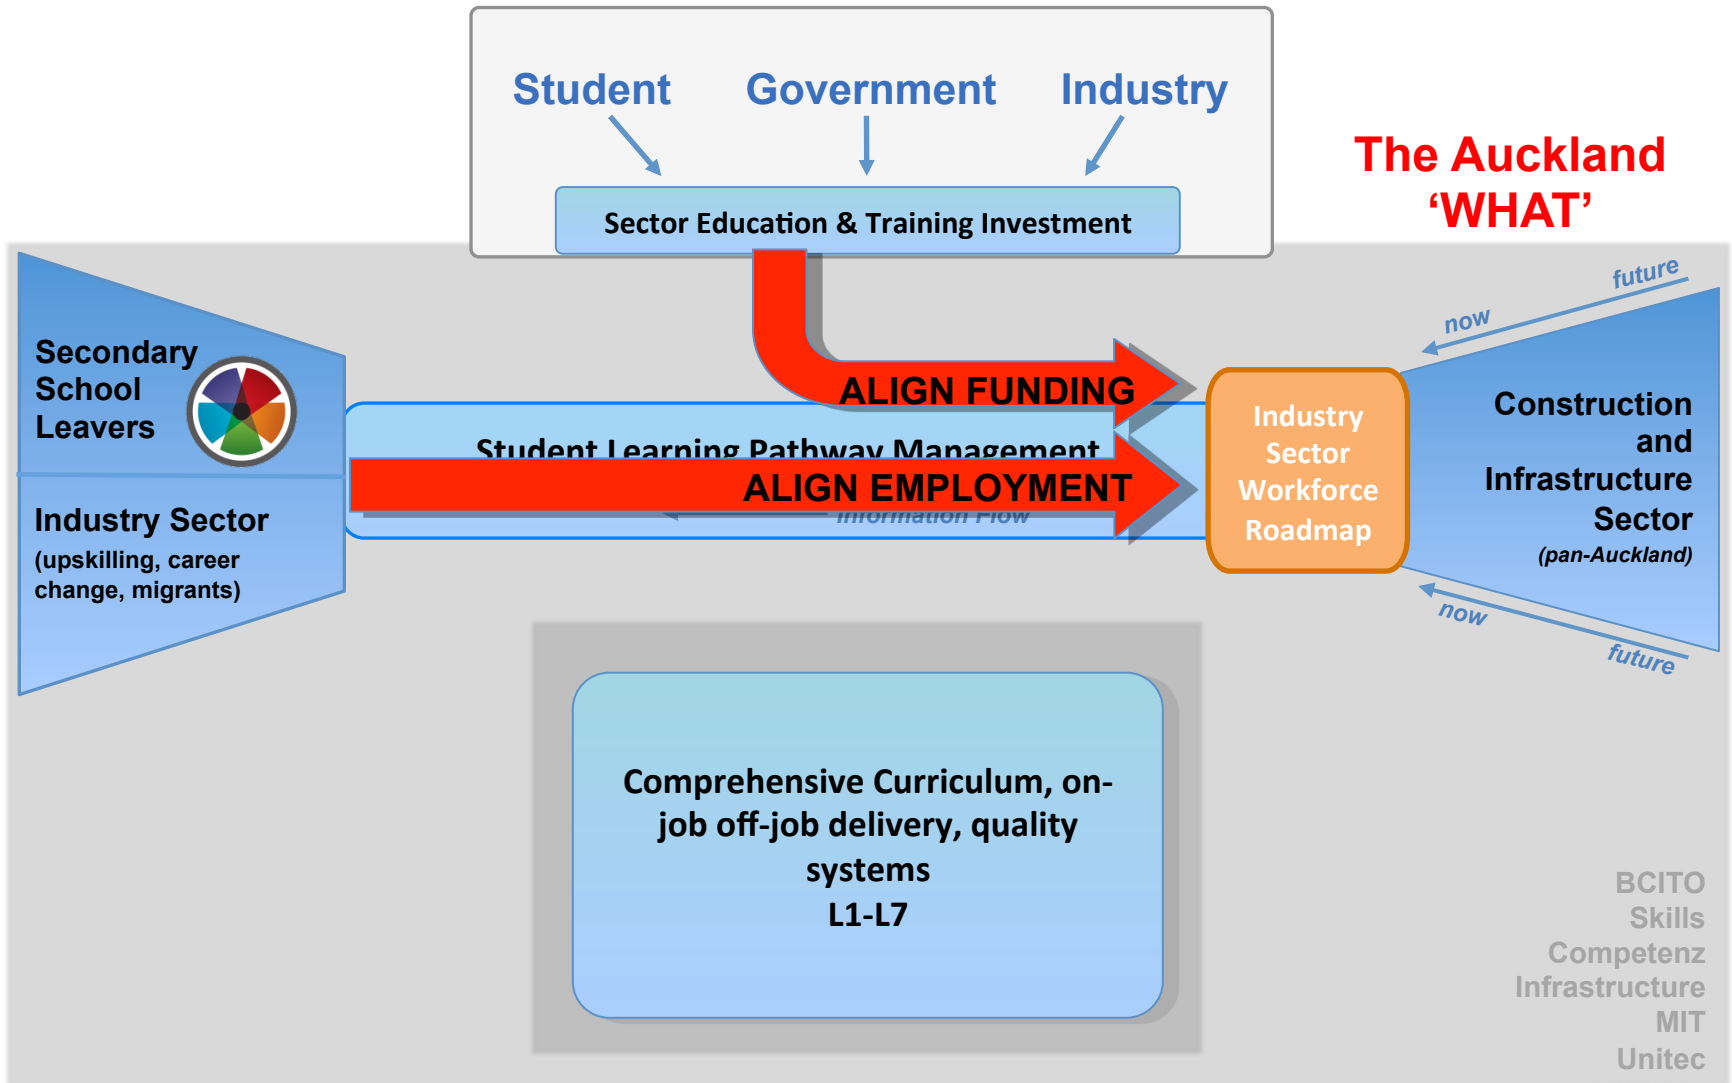 Student Government Industry
The Auckland
‘WHAT’
Sector Education & Training Investment
Secondary
School
Leavers
Industry Sector
(upskilling, career
change, migrants)
ALIGN FUNDING
Student Learning Pathway Management
ALIGN EMPLOYMENT
Information Flow
Industry
Sector
Workforce
Roadmap
future
now
Construction
and
Infrastructure
Sector
(pan-Auckland)
now
future
Comprehensive Curriculum, on-
job off-job delivery, quality
systems
L1-L7
BCITO
Skills
Competenz
Infrastructure
MIT
Unitec